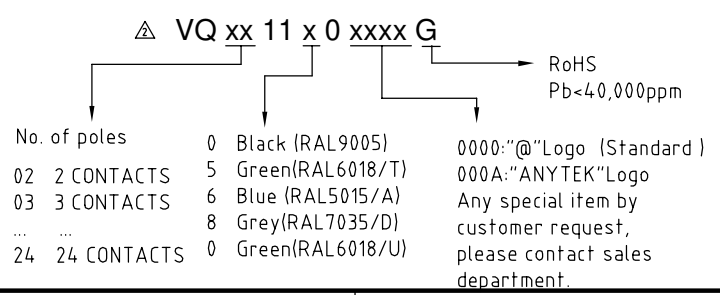 2 VQ xx 11 x 0 xxxx G
RoHS
Pb<40,000ppm
No. of poles
02 2 CONTACTS
03 3 CONTACTS
... ...
24 24 CONTACTS
0 Black (RAL9005)
5 Green(RAL6018/T)
6 Blue (RAL5015/A)
8 Grey(RAL7035/D)
0 Green(RAL6018/U)
0000:"@"Logo (Standard )
000A:"ANYTEK"Logo
Any special item by
customer request,
please contact sales
department.